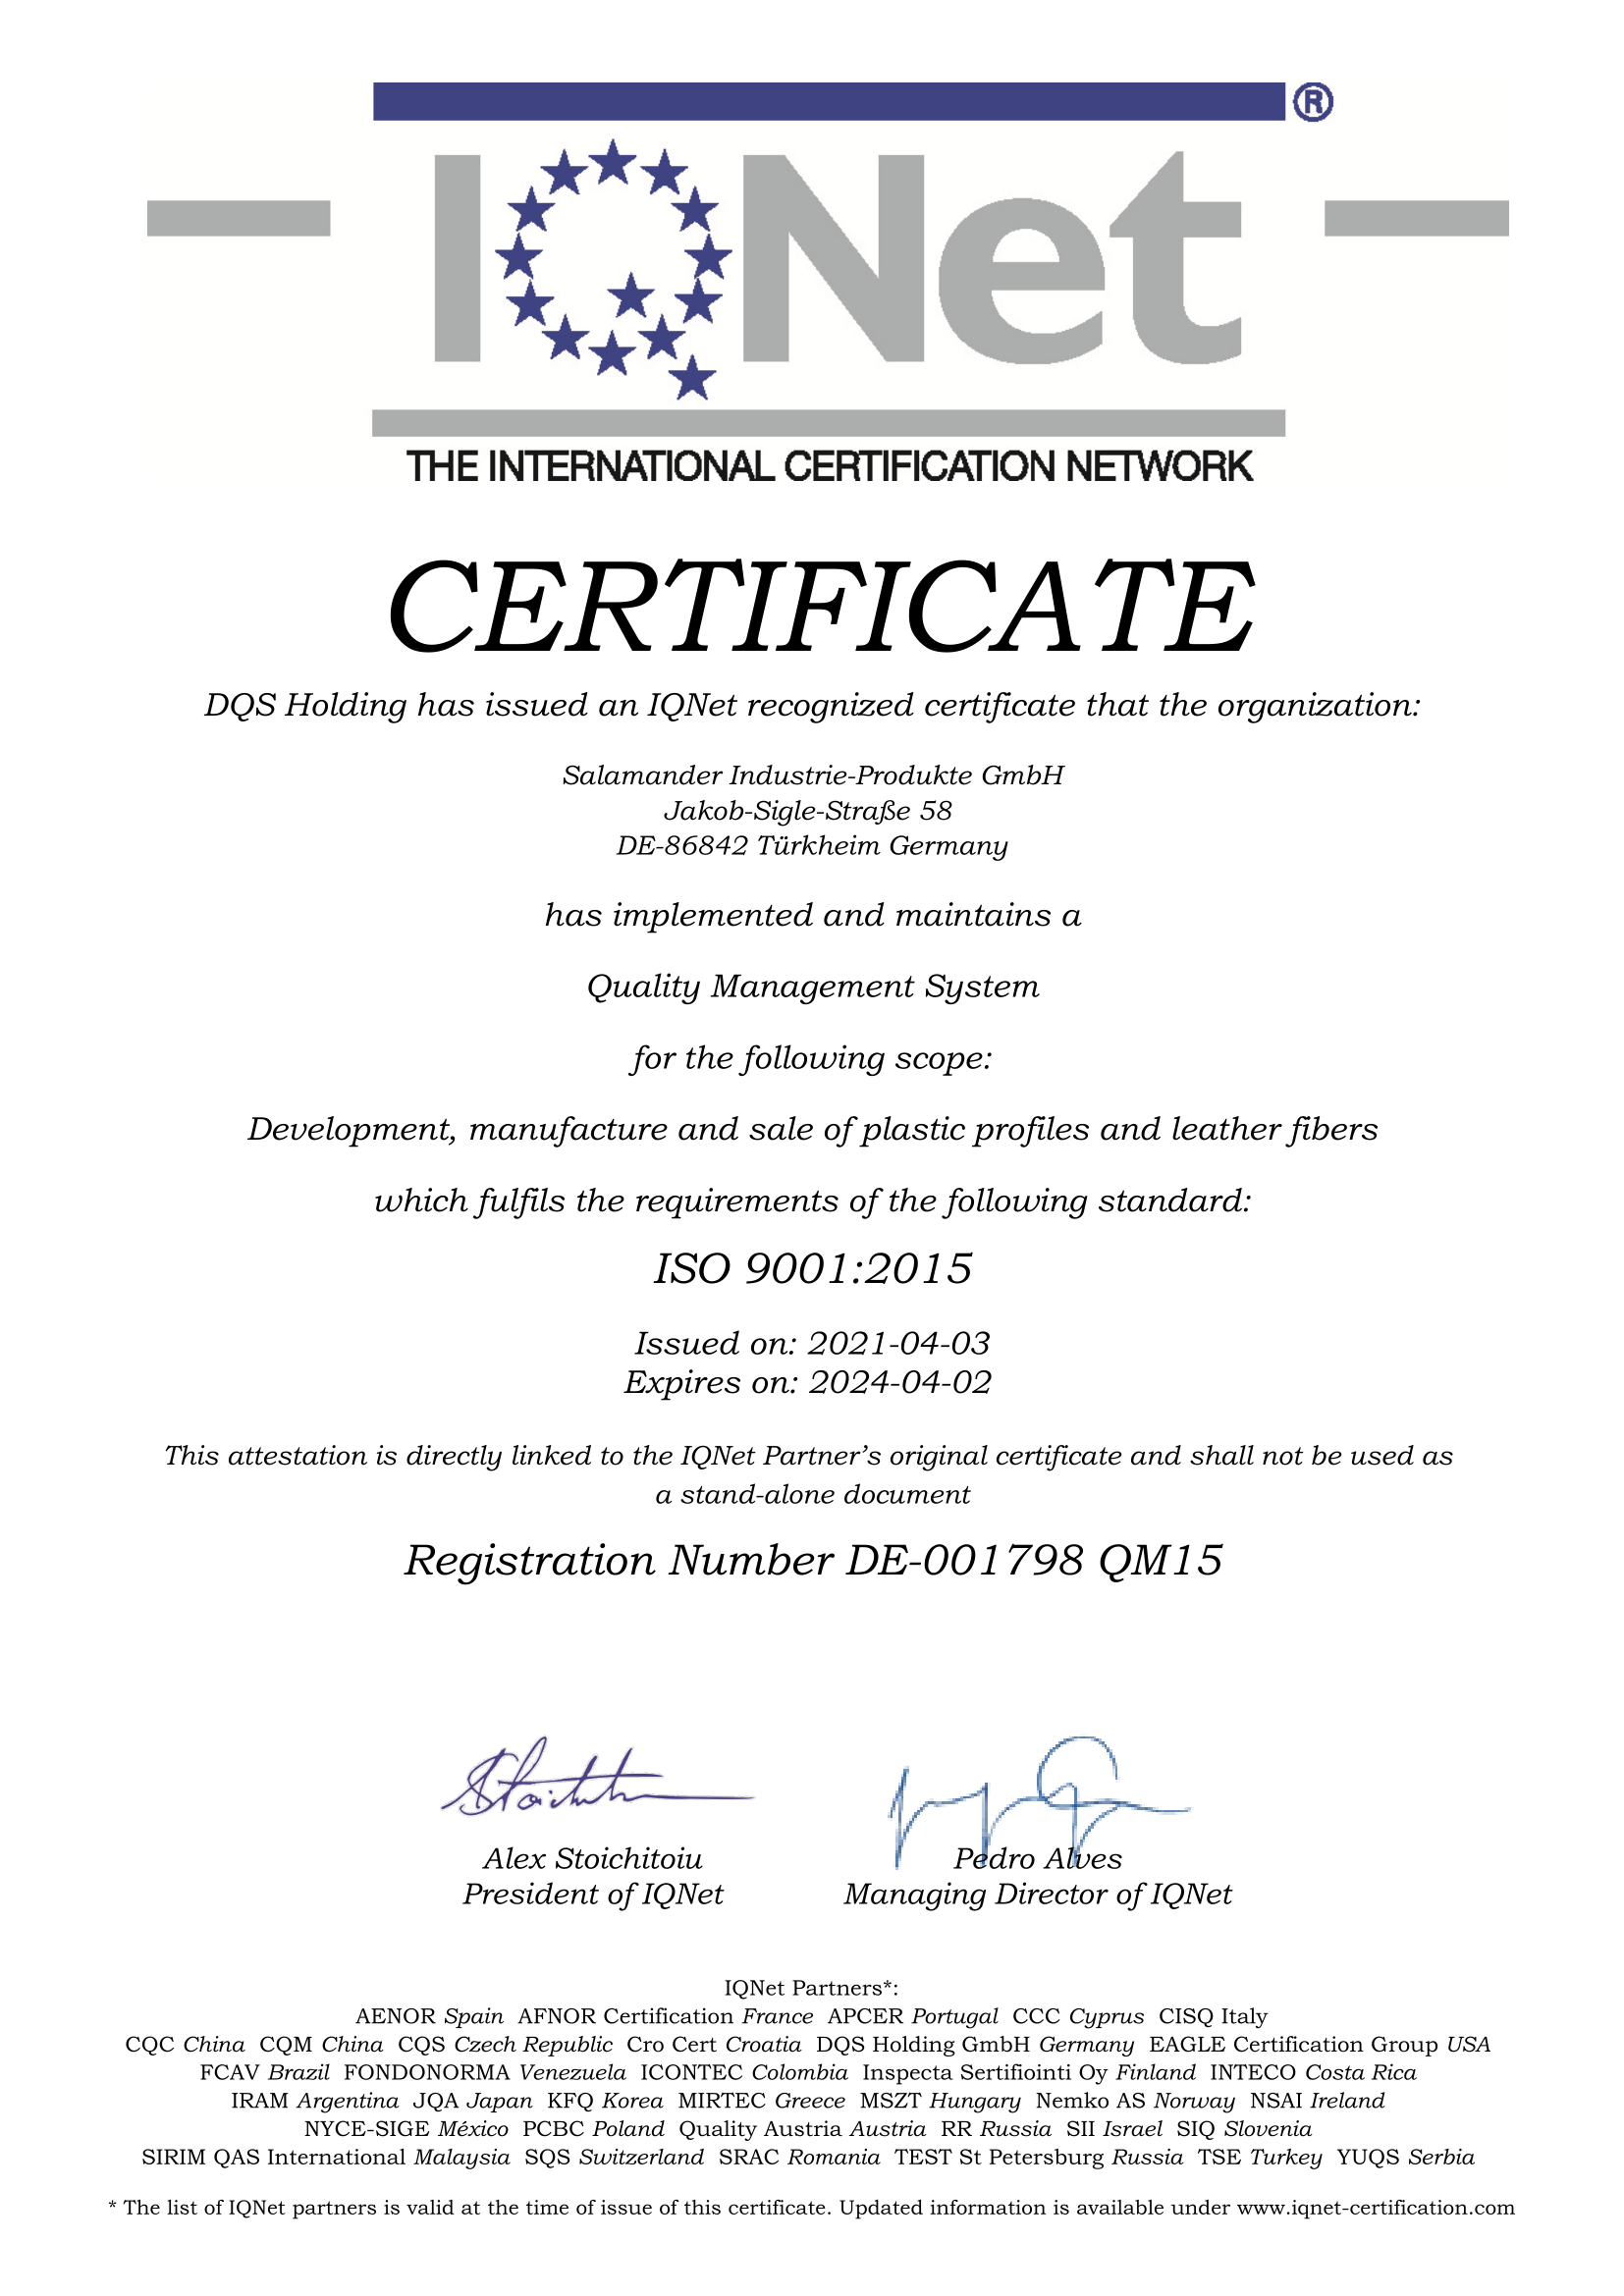 IQNet®
THE INTERNATIONAL CERTIFICATION NETWORK
CERTIFICATE
DQS Holding has issued an IQNet recognized certificate that the organization:
Salamander Industrie-Produkte GmbH
Jakob-Sigle-Straße 58
DE-86842 Türkheim Germany
has implemented and maintains a
Quality Management System
for the following scope:
Development, manufacture and sale of plastic profiles and leather fibers
which fulfils the requirements of the following standard:
ISO 9001:2015
Issued on: 2021-04-03
Expires on: 2024-04-02
This attestation is directly linked to the IQNet Partner's original certificate and shall not be used as
a stand-alone document
Registration Number DE-001798 QM15
Alex Stoichitoiu
President of IQNet
Pedro Alves
Managing Director of IQNet
IQNet Partners*:
AENOR Spain AFNOR Certification France APCER Portugal CCC Cyprus CISQ Italy
CQC China CQM China CQS Czech Republic Cro Cert Croatia DQS Holding GmbH Germany EAGLE Certification Group USA
FCAV Brazil FONDONORMA Venezuela ICONTEC Colombia Inspecta Sertifiointi Oy Finland INTECO Costa Rica
IRAM Argentina JQA Japan KFQ Korea MIRTEC Greece MSZT Hungary Nemko AS Norway NSAI Ireland
NYCE-SIGE México PCBC Poland Quality Austria Austria RR Russia SII Israel SIQ Slovenia
SIRIM QAS International Malaysia SQS Switzerland SRAC Romania TEST St Petersburg Russia TSE Turkey YUQS Serbia
* The list of IQNet partners is valid at the time of issue of this certificate. Updated information is available under www.iqnet-certification.com